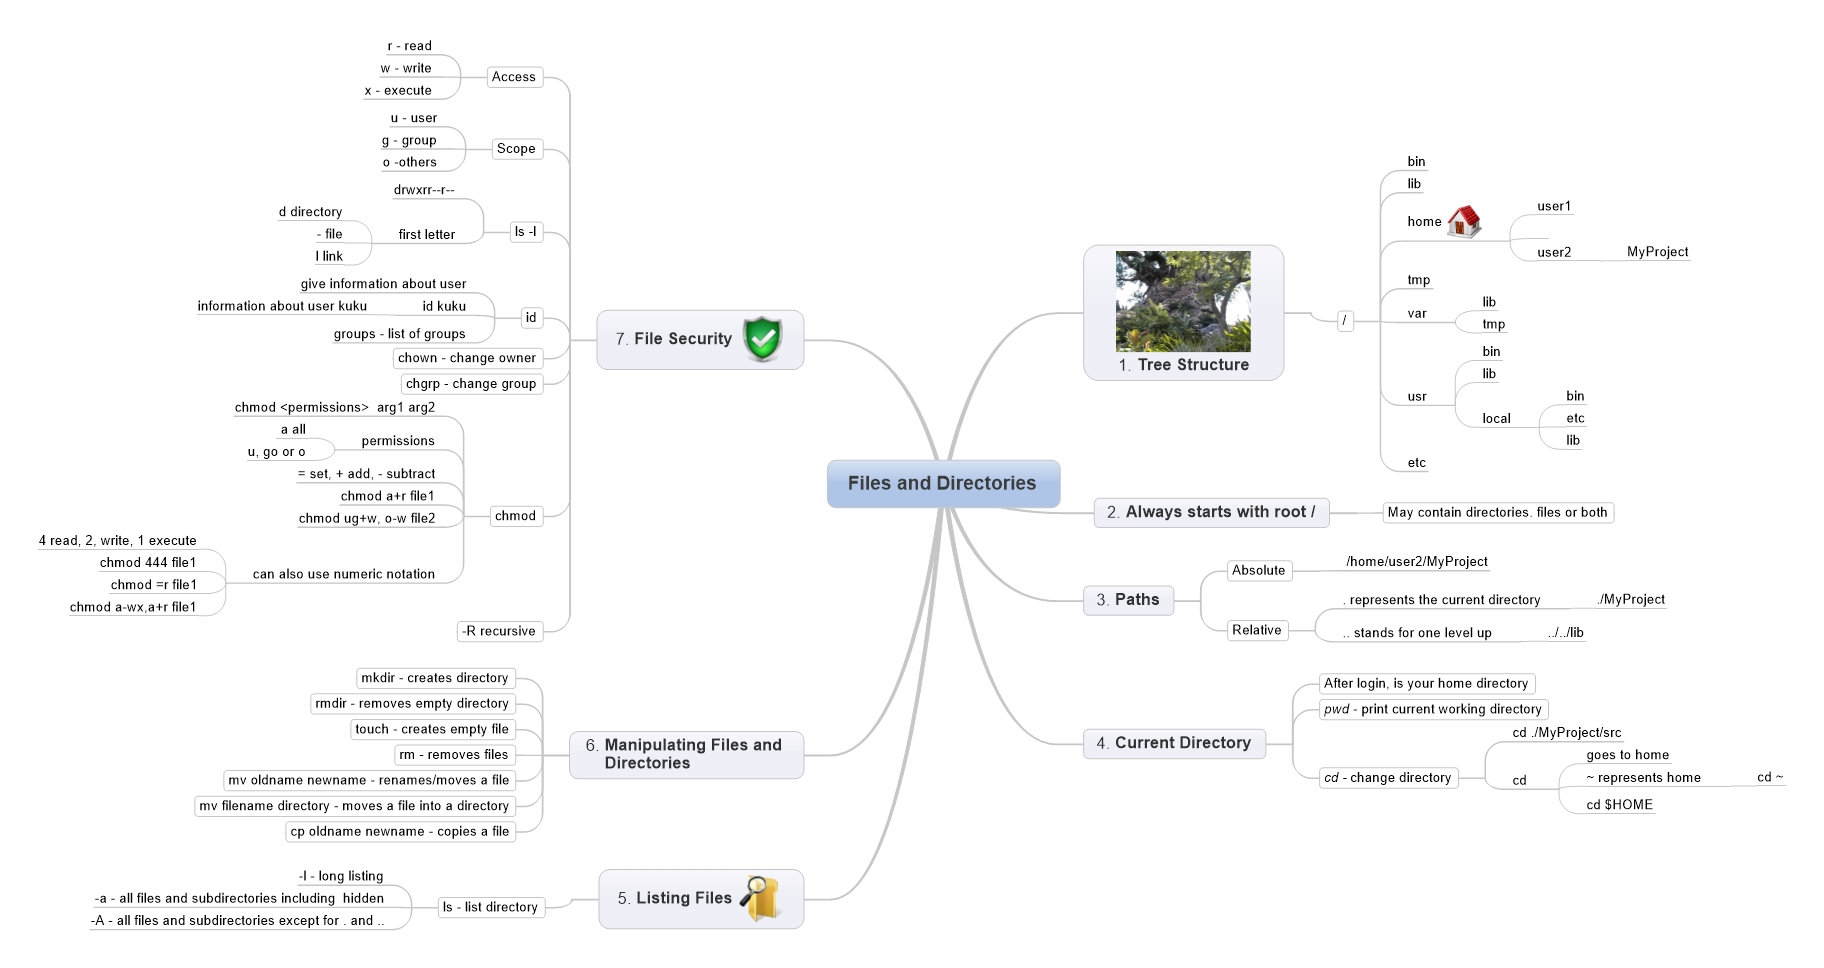 Files and Directories
1. Tree Structure
/
bin
lib
home
user1
user2
MyProject
tmp
var
lib
tmp
usr
bin
lib
local
bin
etc
lib
etc
2. Always starts with root /
May contain directories. files or both
3. Paths
Absolute
/home/user2/MyProject
Relative
. represents the current directory
./MyProject
.. stands for one level up
../../lib
4. Current Directory
After login, is your home directory
pwd - print current working directory
cd - change directory
cd ./MyProject/src
cd
goes to home
~ represents home
cd ~
cd $HOME
5. Listing Files
ls - list directory
-l - long listing
-a - all files and subdirectories including  hidden
-A - all files and subdirectories except for . and ..
6. Manipulating Files and
Directories
mkdir - creates directory
rmdir - removes empty directory
touch - creates empty file
rm - removes files
mv oldname newname - renames/moves a file
mv filename directory - moves a file into a directory
cp oldname newname - copies a file
7. File Security
Access
r - read
w - write
x - execute
Scope
u - user
g - group
o -others
ls -l
drwxrr--r--
first letter
d directory
- file
l link
id
give information about user
id kuku
information about user kuku
groups - list of groups
chown - change owner
chgrp - change group
chmod
chmod <permissions>  arg1 arg2
permissions
a all
u, go or o
= set, + add, - subtract
chmod a+r file1
chmod ug+w, o-w file2
can also use numeric notation
4 read, 2, write, 1 execute
chmod 444 file1
chmod =r file1
chmod a-wx,a+r file1
-R recursive